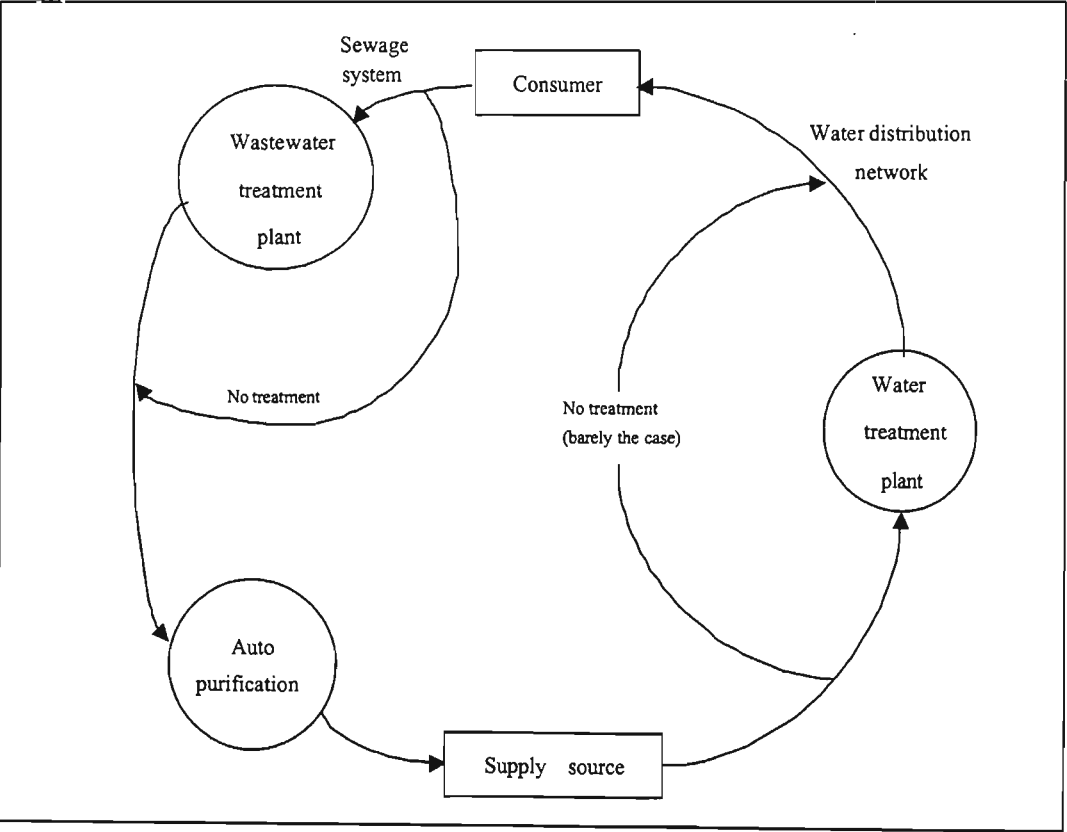 Sewage
system
Consumer
Water distribution
network
Wastewater
treatment
plant
No treatment
No treatment
(barely the case)
Water
treatment
plant
Auto
purification
Supply source